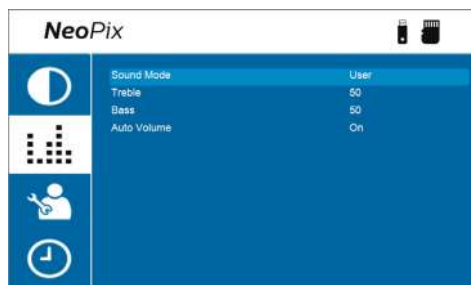 NeoPix
Sound Mode User
Treble 50
Bass 50
Auto Volume On